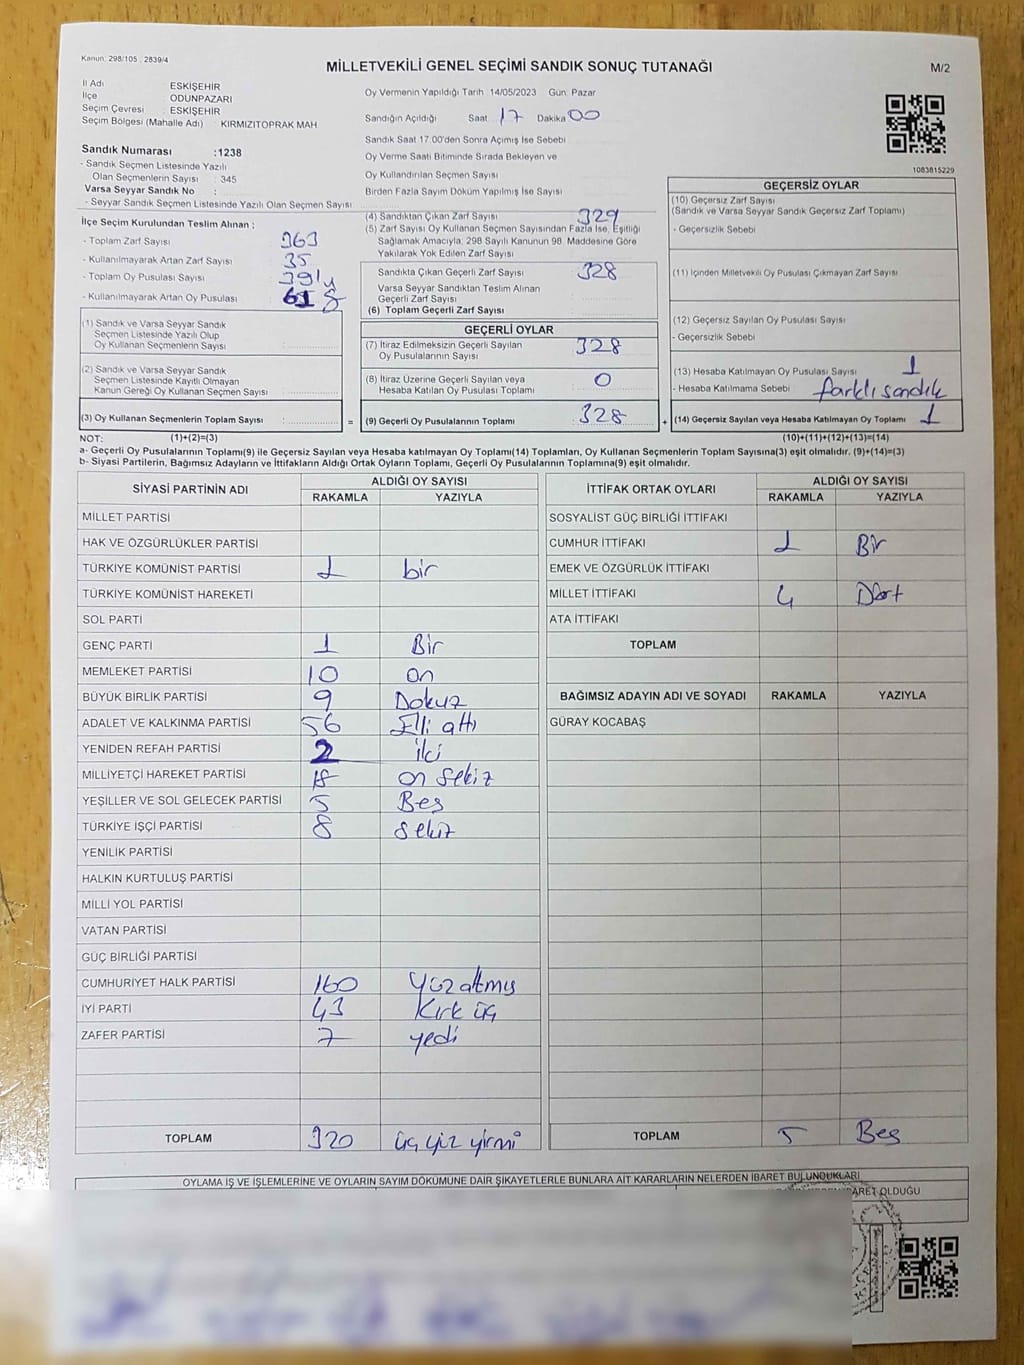 Kanun: 298/105 , 2839/4
MİLLETVEKİLİ GENEL SEÇİMİ SANDIK SONUÇ TUTANAĞI
M/2
İl Adı : ESKİŞEHİR
İlçe : ODUNPAZARI
Seçim Çevresi : ESKİŞEHİR
Seçim Bölgesi (Mahalle Adı) : KIRMIZITOPRAK MAH
Sandık Numarası :1238
- Sandık Seçmen Listesinde Yazılı
Olan Seçmenlerin Sayısı : 345
Varsa Seyyar Sandık No :
- Seyyar Sandık Seçmen Listesinde Yazılı Olan Seçmen Sayısı :
Oy Vermenin Yapıldığı Tarih 14/05/2023 Gün: Pazar
Sandığın Açıldığı Saat 17 Dakika 00
Sandık Saat 17.00'den Sonra Açımış İse Sebebi
Oy Verme Saati Bitiminde Sırada Bekleyen ve
Oy Kullandırılan Seçmen Sayısı
Birden Fazla Sayım Döküm Yapılmış İse Sayısı
1083815229
İlçe Seçim Kurulundan Teslim Alınan ;
- Toplam Zarf Sayısı : 363
- Kullanılmayarak Artan Zarf Sayısı : 35
- Toplam Oy Pusulası Sayısı :
- Kullanılmayarak Artan Oy Pusulası :
(1) Sandık ve Varsa Seyyar Sandık
Seçmen Listesinde Yazılı Olup
Oy Kullanan Seçmenlerin Sayısı :
(2) Sandık ve Varsa Seyyar Sandık
Seçmen Listesinde Kayıtlı Olmayan
Kanun Gereği Oy Kullanan Seçmen Sayısı :
(3) Oy Kullanan Seçmenlerin Toplam Sayısı : =
(4) Sandıktan Çıkan Zarf Sayısı 329
(5) Zarf Sayısı Oy Kullanan Seçmen Sayısından Fazla İse, Eşitliği
Sağlamak Amacıyla; 298 Sayılı Kanunun 98. Maddesine Göre
Yakılarak Yok Edilen Zarf Sayısı
Sandıkta Çıkan Geçerli Zarf Sayısı 328
Varsa Seyyar Sandıktan Teslim Alınan
Geçerli Zarf Sayısı
(6) Toplam Geçerli Zarf Sayısı
GEÇERLİ OYLAR
(7) İtiraz Edilmeksizin Geçerli Sayılan
Oy Pusulalarının Sayısı 328
(8) İtiraz Üzerine Geçerli Sayılan veya
Hesaba Katılan Oy Pusulası Toplamı 0
(9) Geçerli Oy Pusulalarının Toplamı 328 +
GEÇERSİZ OYLAR
(10) Geçersiz Zarf Sayısı
(Sandık ve Varsa Seyyar Sandık Geçersiz Zarf Toplamı)
- Geçersizlik Sebebi
(11) İçinden Milletvekili Oy Pusulası Çıkmayan Zarf Sayısı
(12) Geçersiz Sayılan Oy Pusulası Sayısı
- Geçersizlik Sebebi
(13) Hesaba Katılmayan Oy Pusulası Sayısı 1
- Hesaba Katılmama Sebebi farklı sandık
(14) Geçersiz Sayılan veya Hesaba Katılmayan Oy Toplamı 1
NOT: (1)+(2)=(3) (10)+(11)+(12)+(13)=(14)
a- Geçerli Oy Pusulalarının Toplamı(9) ile Geçersiz Sayılan veya Hesaba Katılmayan Oy Toplamı(14) Toplamları, Oy Kullanan Seçmenlerin Toplam Sayısına(3) eşit olmalıdır. (9)+(14)=(3)
b- Siyasi Partilerin, Bağımsız Adayların ve İttifakların Aldığı Ortak Oyların Toplamı, Geçerli Oy Pusulalarının Toplamına(9) eşit olmalıdır.
SİYASİ PARTİNİN ADI ALDIĞI OY SAYISI
RAKAMLA YAZIYLA
MİLLET PARTİSİ
HAK VE ÖZGÜRLÜKLER PARTİSİ
TÜRKİYE KOMÜNİST PARTİSİ 1 bir
TÜRKİYE KOMÜNİST HAREKETİ
SOL PARTİ
GENÇ PARTİ 1 Bir
MEMLEKET PARTİSİ 10 on
BÜYÜK BİRLİK PARTİSİ 9 Dokuz
ADALET VE KALKINMA PARTİSİ 56 Elli altı
YENİDEN REFAH PARTİSİ 2 iki
MİLLİYETÇİ HAREKET PARTİSİ 18 on sekiz
YEŞİLLER VE SOL GELECEK PARTİSİ 5 Beş
TÜRKİYE İŞÇİ PARTİSİ 8 sekiz
YENİLİK PARTİSİ
HALKIN KURTULUŞ PARTİSİ
MİLLİ YOL PARTİSİ
VATAN PARTİSİ
GÜÇ BİRLİĞİ PARTİSİ
CUMHURİYET HALK PARTİSİ 160 Yüz altmış
İYİ PARTİ 43 Kırk üç
ZAFER PARTİSİ 7 yedi
TOPLAM 320 üç yüz yirmi
İTTİFAK ORTAK OYLARI ALDIĞI OY SAYISI
RAKAMLA YAZIYLA
SOSYALİST GÜÇ BİRLİĞİ İTTİFAKI
CUMHUR İTTİFAKI 1 Bir
EMEK VE ÖZGÜRLÜK İTTİFAKI
MİLLET İTTİFAKI 4 Dört
ATA İTTİFAKI
TOPLAM
BAĞIMSIZ ADAYIN ADI VE SOYADI RAKAMLA YAZIYLA
GÜRAY KOCABAŞ
TOPLAM 5 Beş
OYLAMA İŞ VE İŞLEMLERİNE VE OYLARIN SAYIM DÖKÜMÜNE DAİR ŞİKAYETLERLE BUNLARA AİT KARARLARIN NELERDEN İBARET BULUNDUKLARI
OLDUĞU